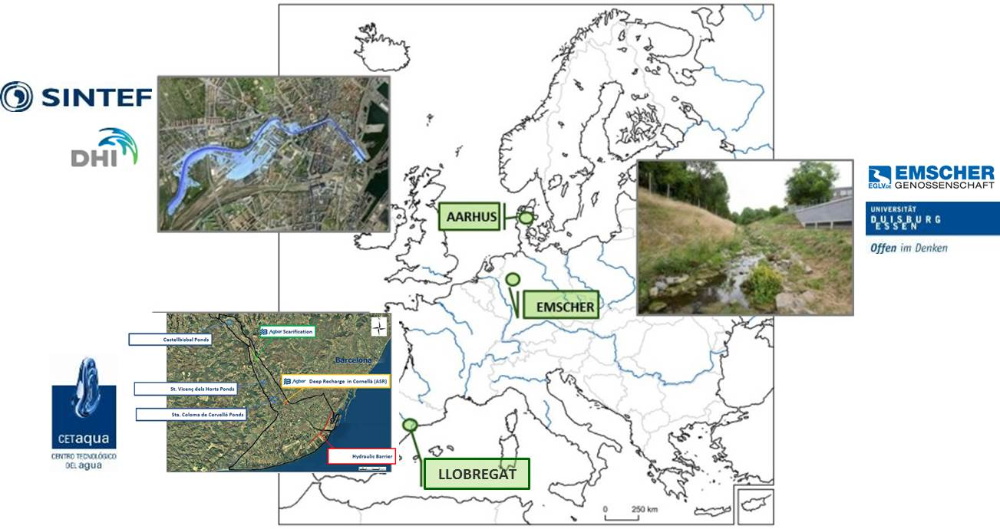 SINTEF
DHI
AARHUS
EMSCHER
LLOBREGAT
0 250 km
EMSCHER
EGLV.DE GENOSSENSCHAFT
UNIVERSITÄT
DUISBURG
ESSEN
Offen im Denken
Castellbisbal Ponds
Agbar Scarification
Barcelona
Agbar Deep Recharge in Cornellà (ASR)
St. Vicenç dels Horts Ponds
Sta. Coloma de Cervelló Ponds
Hydraulic Barrier
CETaqua
CENTRO TECNOLÓGICO
DEL agua